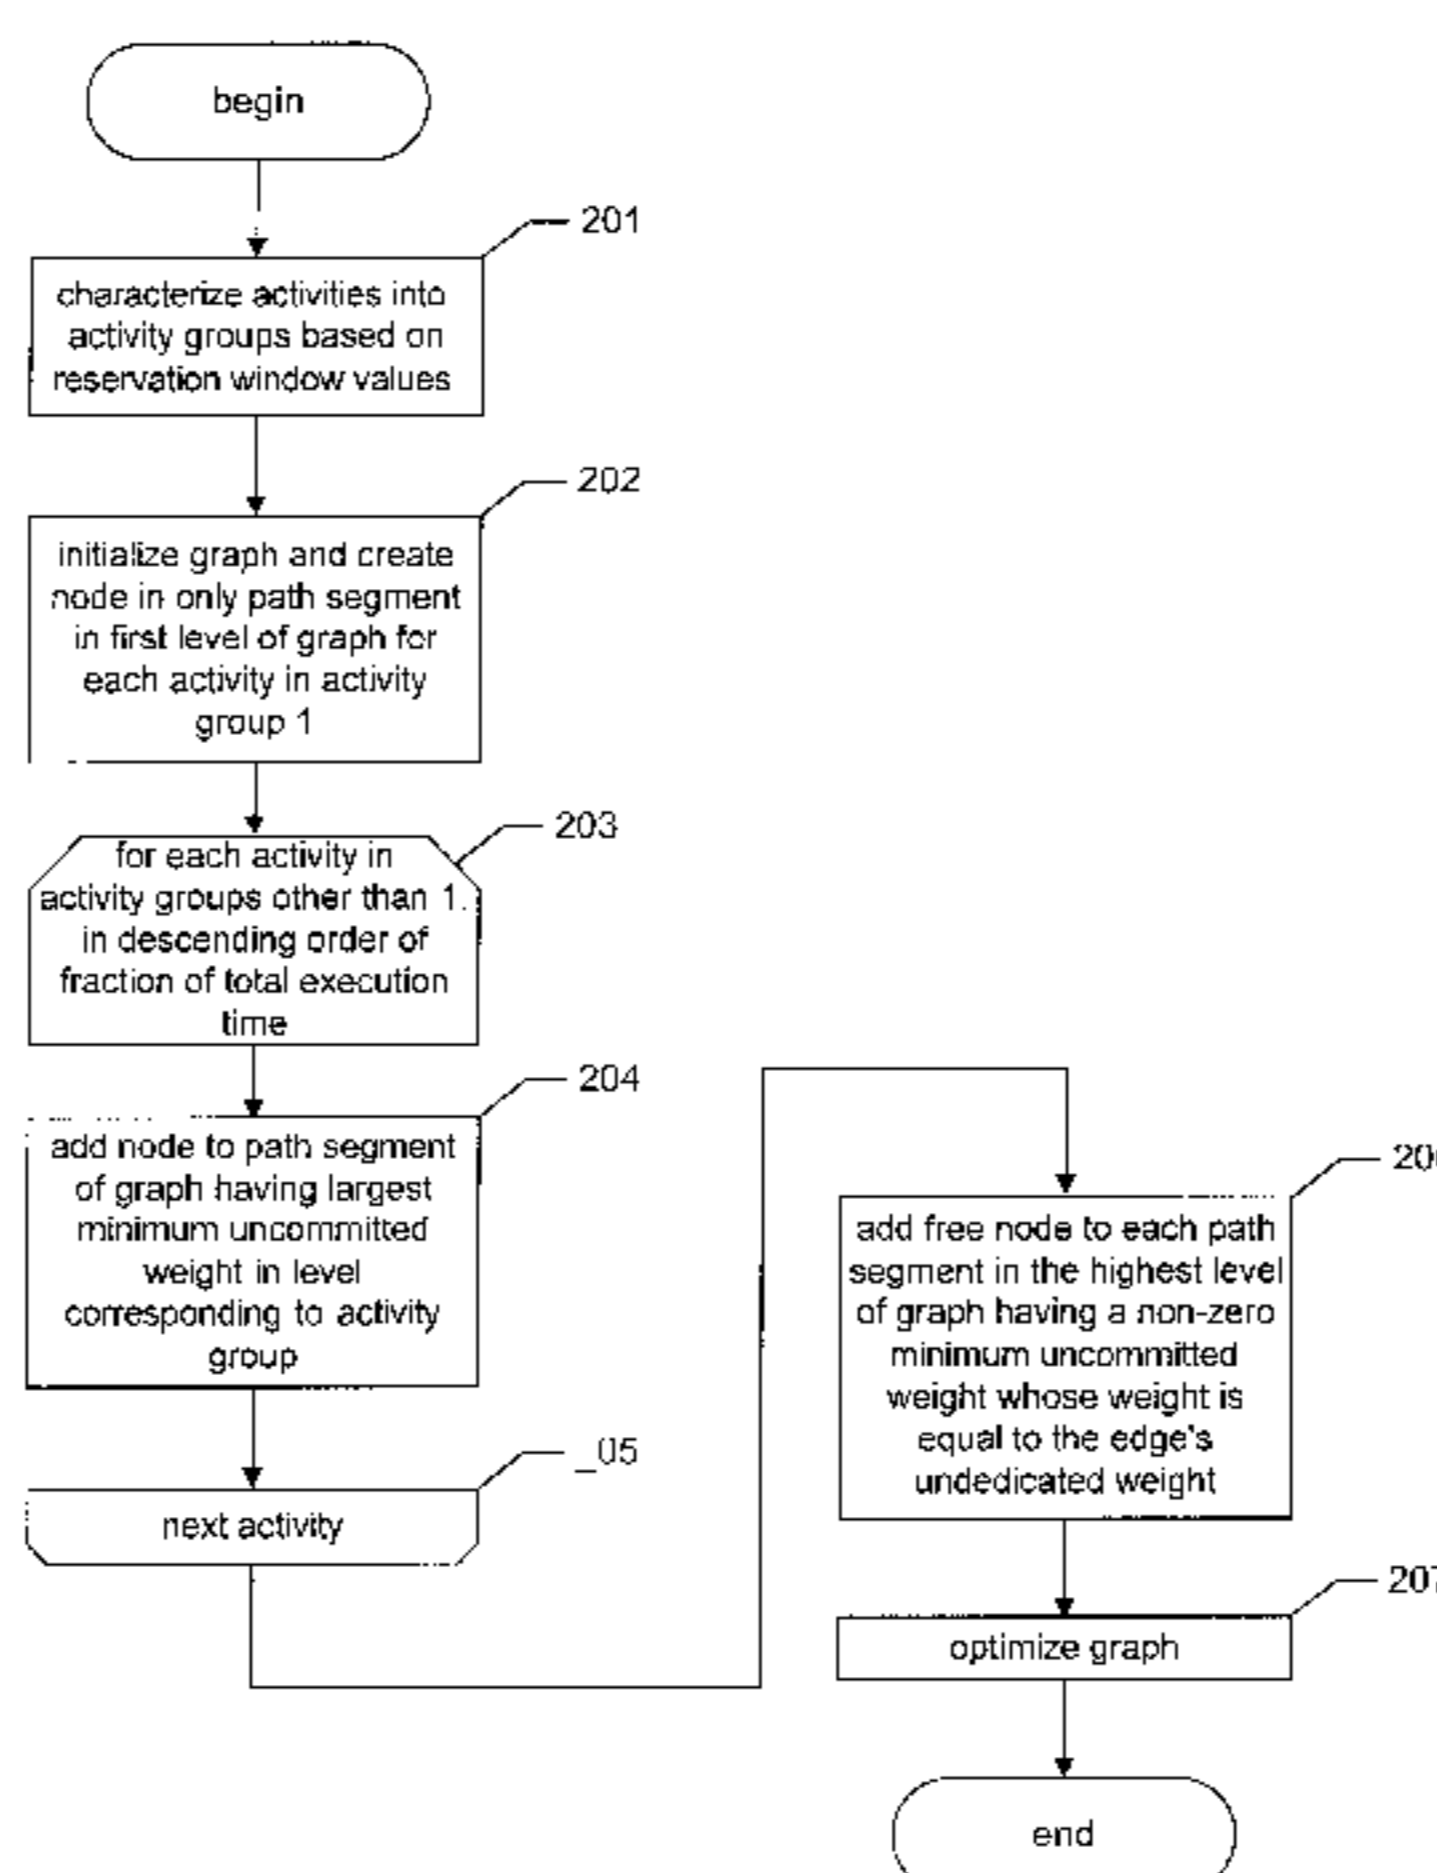 begin
201
characterize activities into
activity groups based on
reservation window values
202
initialize graph and create
node in only path segment
in first level of graph for
each activity in activity
group 1
203
for each activity in
activity groups other than 1.
in descending order of
fraction of total execution
time
204
add node to path segment
of graph having largest
minimum uncommitted
weight in level
corresponding to activity
group
_05
next activity
add free node to each path
segment in the highest level
of graph having a non-zero
minimum uncommitted
weight whose weight is
equal to the edge's
undedicated weight
207
optimize graph
end